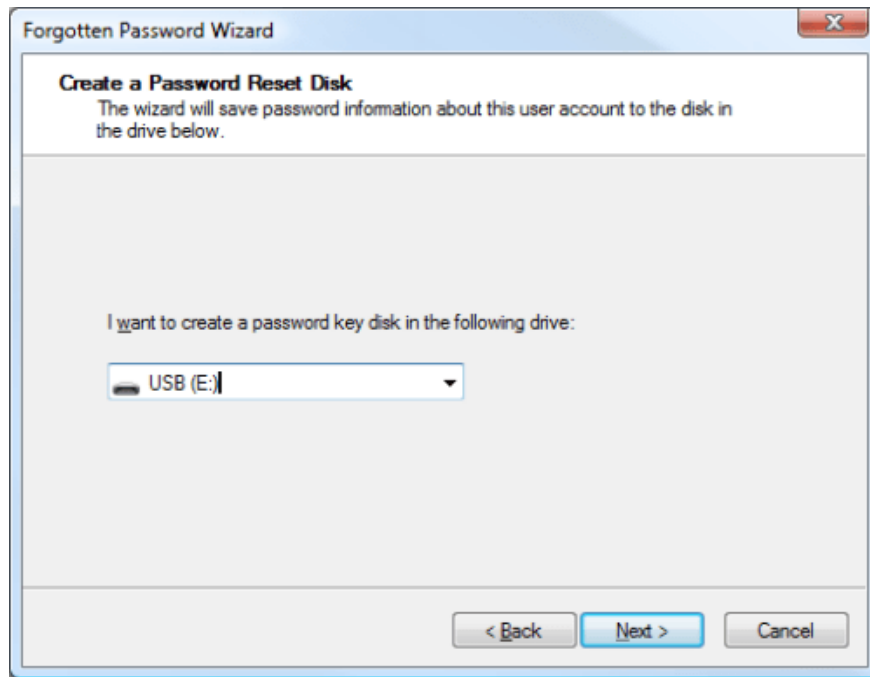 Forgotten Password Wizard
Create a Password Reset Disk
The wizard will save password information about this user account to the disk in
the drive below.
I want to create a password key disk in the following drive:
USB (E:)
< Back Next > Cancel